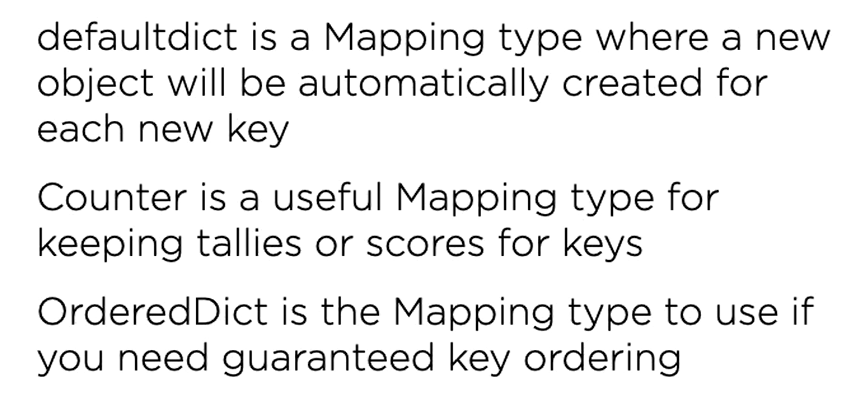 defaultdict is a Mapping type where a new
object will be automatically created for
each new key
Counter is a useful Mapping type for
keeping tallies or scores for keys
OrderedDict is the Mapping type to use if
you need guaranteed key ordering